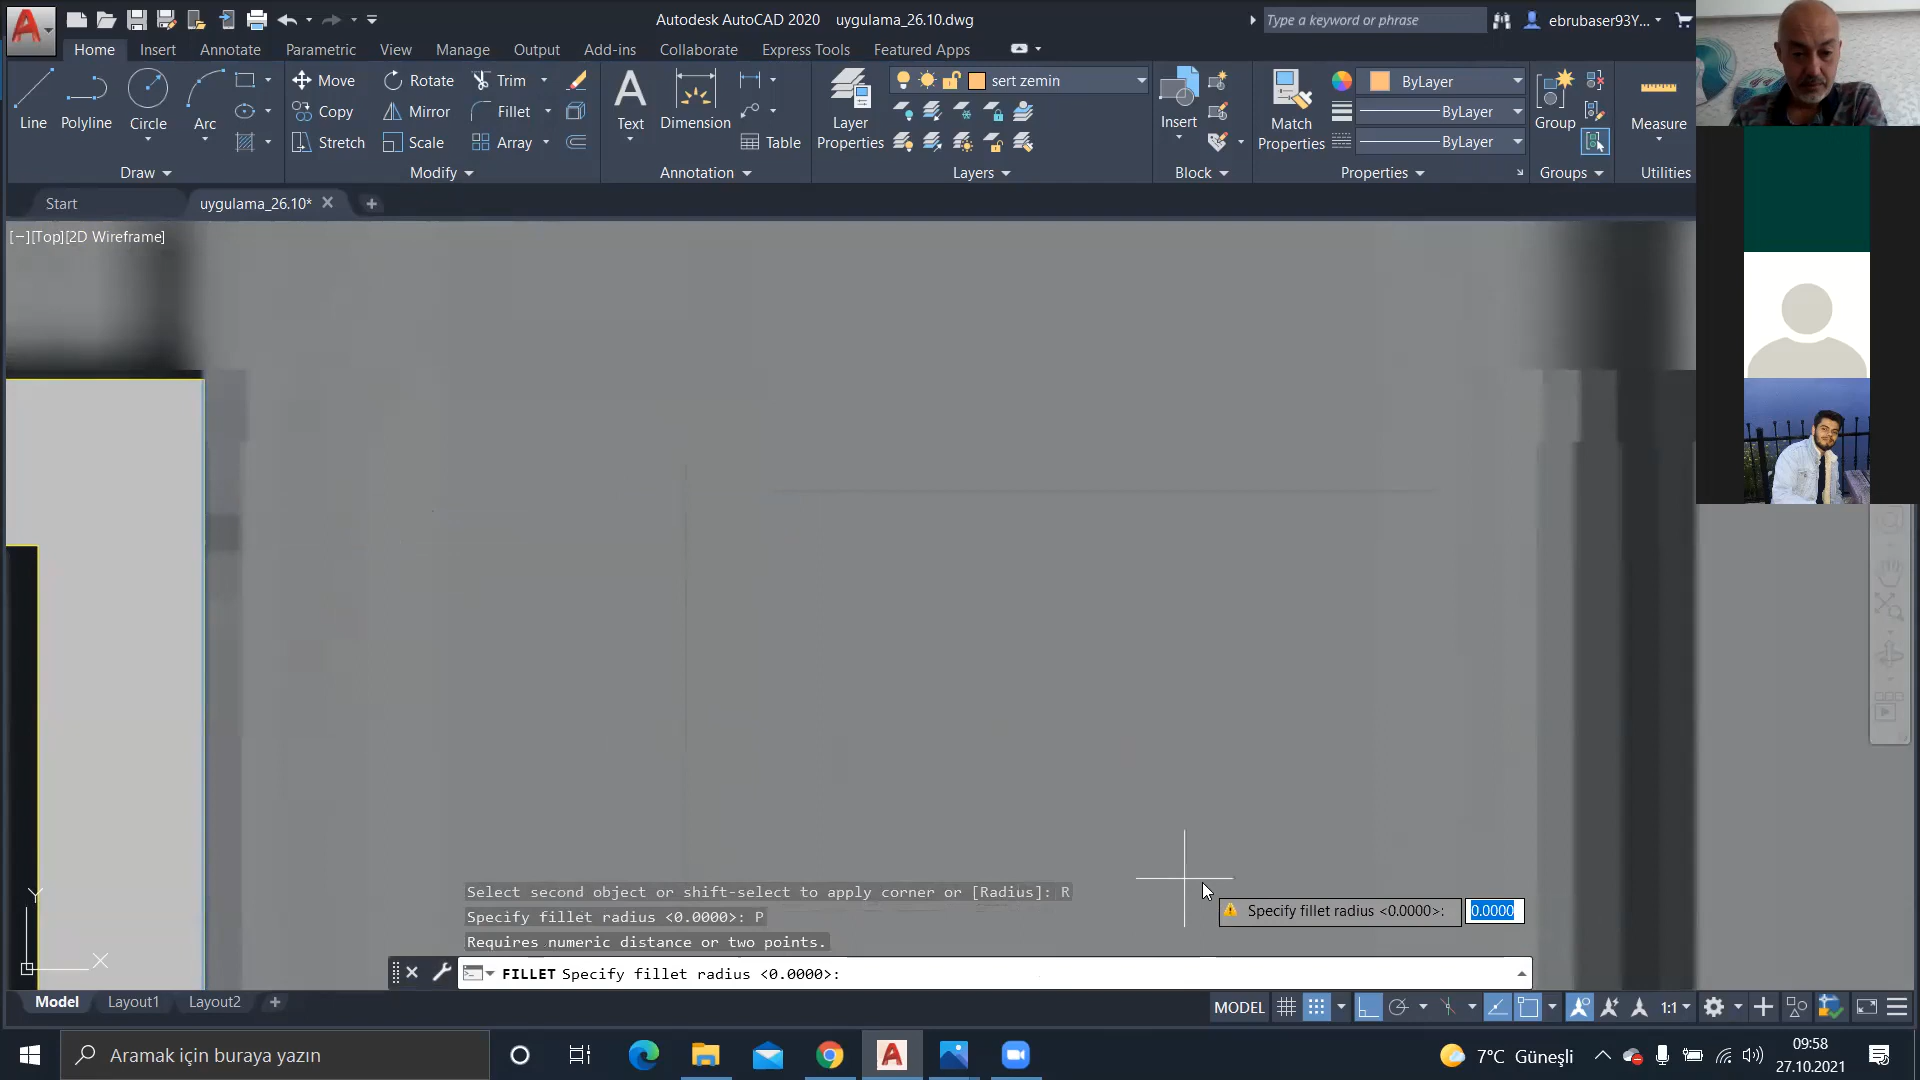 Autodesk AutoCAD 2020 uygulama_26.10.dwg
Type a keyword or phrase
ebrubaser93Y...
Home Insert Annotate Parametric View Manage Output Add-ins Collaborate Express Tools Featured Apps
Line Polyline Circle Arc
Move Rotate Trim
Copy Mirror Fillet
Stretch Scale Array
Text Dimension
Table
Layer
Properties
sert zemin
Insert
Match
Properties
ByLayer
ByLayer
ByLayer
Group
Measure
Draw Modify Annotation Layers Block Properties Groups Utilities
Start uygulama_26.10*
[−][Top][2D Wireframe]
Y
X
Select second object or shift-select to apply corner or [Radius]: R
Specify fillet radius <0.0000>: P
Requires numeric distance or two points.
Specify fillet radius <0.0000>: 0.0000
FILLET Specify fillet radius <0.0000>:
Model Layout1 Layout2
MODEL 1:1
Aramak için buraya yazın
7°C Güneşli
09:58
27.10.2021